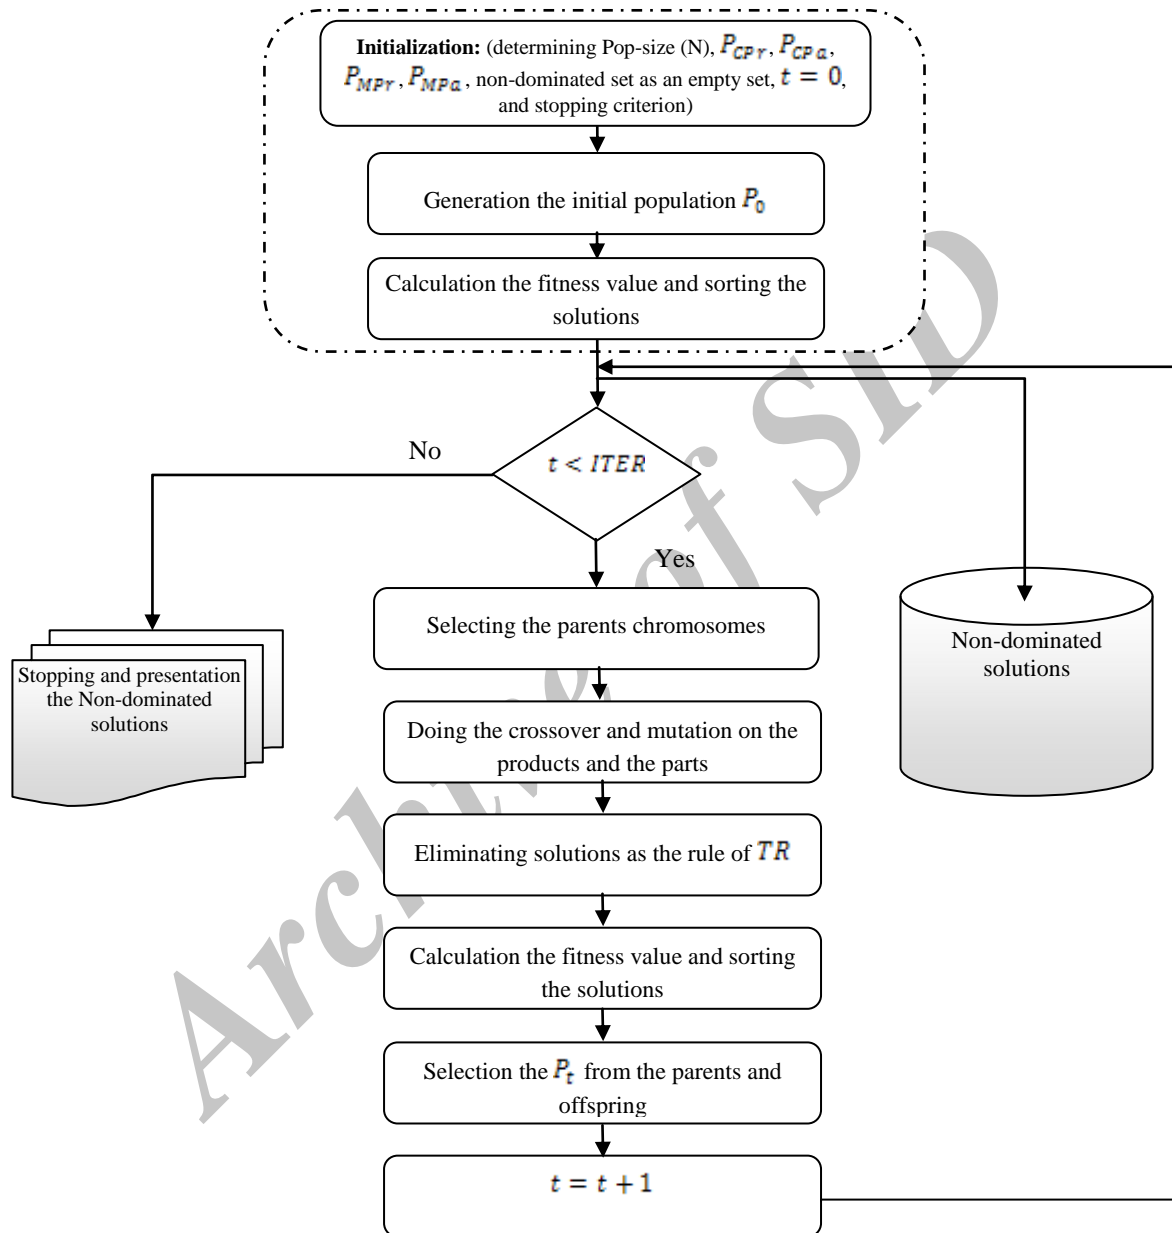 Initialization: (determining Pop-size (N), P_CPr, P_CPa,
P_MPr, P_MPa, non-dominated set as an empty set, t = 0,
and stopping criterion)
Generation the initial population P_0
Calculation the fitness value and sorting the
solutions
t < ITER
No
Yes
Selecting the parents chromosomes
Stopping and presentation
the Non-dominated
solutions
Non-dominated
solutions
Doing the crossover and mutation on the
products and the parts
Eliminating solutions as the rule of TR
Calculation the fitness value and sorting
the solutions
Selection the P_t from the parents and
offspring
t = t + 1
Archive of SID